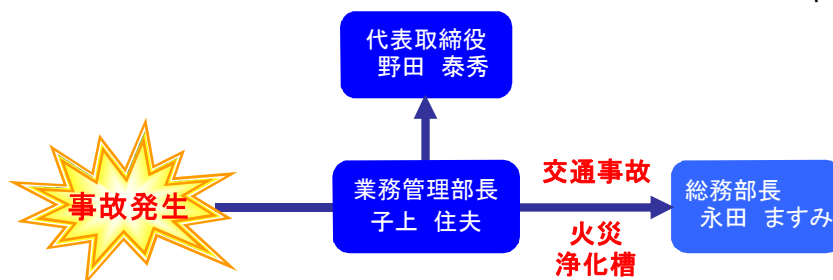 代表取締役
野田 泰秀
事故発生
業務管理部長
子上 住夫
交通事故
火災
浄化槽
総務部長
永田 ますみ